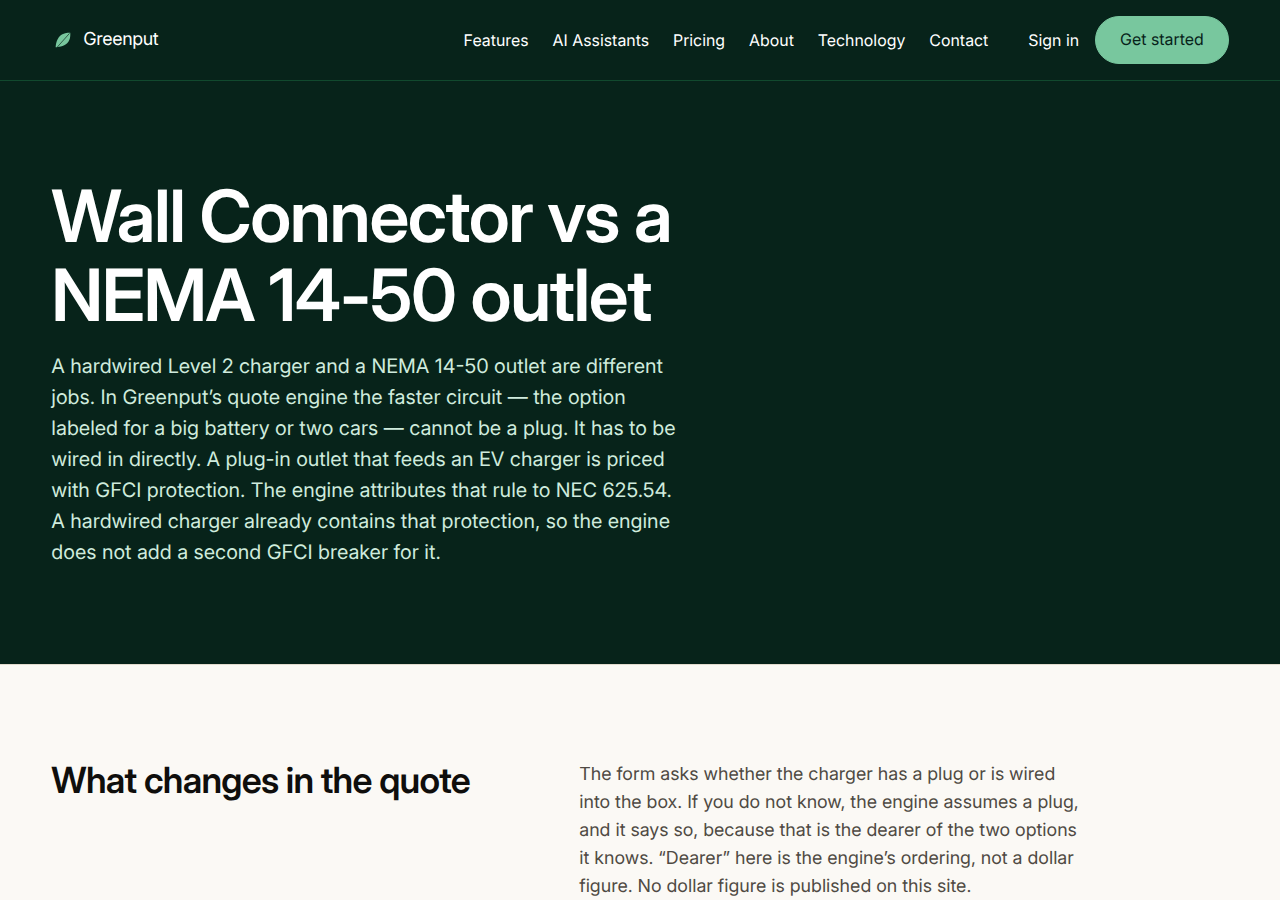 Greenput
Features
AI Assistants
Pricing
About
Technology
Contact
Sign in
Get started
Wall Connector vs a
NEMA 14-50 outlet
A hardwired Level 2 charger and a NEMA 14-50 outlet are different
jobs. In Greenput’s quote engine the faster circuit — the option
labeled for a big battery or two cars — cannot be a plug. It has to be
wired in directly. A plug-in outlet that feeds an EV charger is priced
with GFCI protection. The engine attributes that rule to NEC 625.54.
A hardwired charger already contains that protection, so the engine
does not add a second GFCI breaker for it.
What changes in the quote
The form asks whether the charger has a plug or is wired
into the box. If you do not know, the engine assumes a plug,
and it says so, because that is the dearer of the two options
it knows. “Dearer” here is the engine’s ordering, not a dollar
figure. No dollar figure is published on this site.